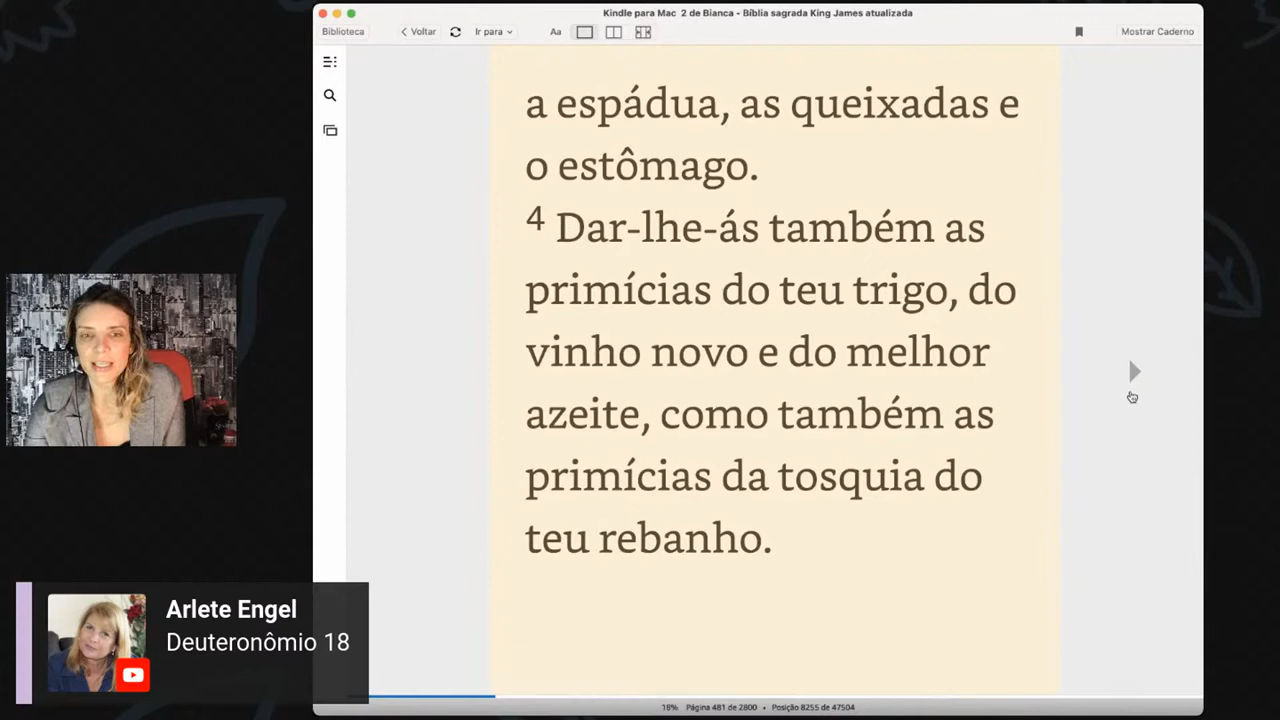 Kindle para Mac 2 de Bianca - Bíblia sagrada King James atualizada
Biblioteca
Voltar
Ir para
Aa
Mostrar Caderno
a espádua, as queixadas e
o estômago.
4 Dar-lhe-ás também as
primícias do teu trigo, do
vinho novo e do melhor
azeite, como também as
primícias da tosquia do
teu rebanho.
Arlete Engel
Deuteronômio 18
18% Página 481 de 2800 • Posição 8255 de 47504